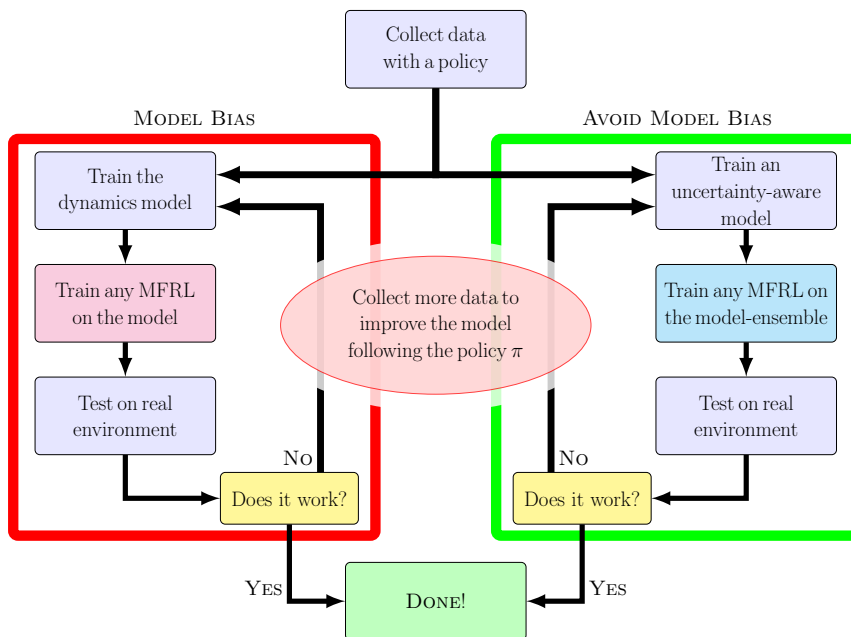 Collect data
with a policy
MODEL BIAS
AVOID MODEL BIAS
Train the
dynamics model
Train an
uncertainty-aware
model
Train any MFRL
on the model
Collect more data to
improve the model
following the policy π
Train any MFRL on
the model-ensemble
Test on real
environment
Test on real
environment
NO
NO
Does it work?
Does it work?
YES
YES
DONE!